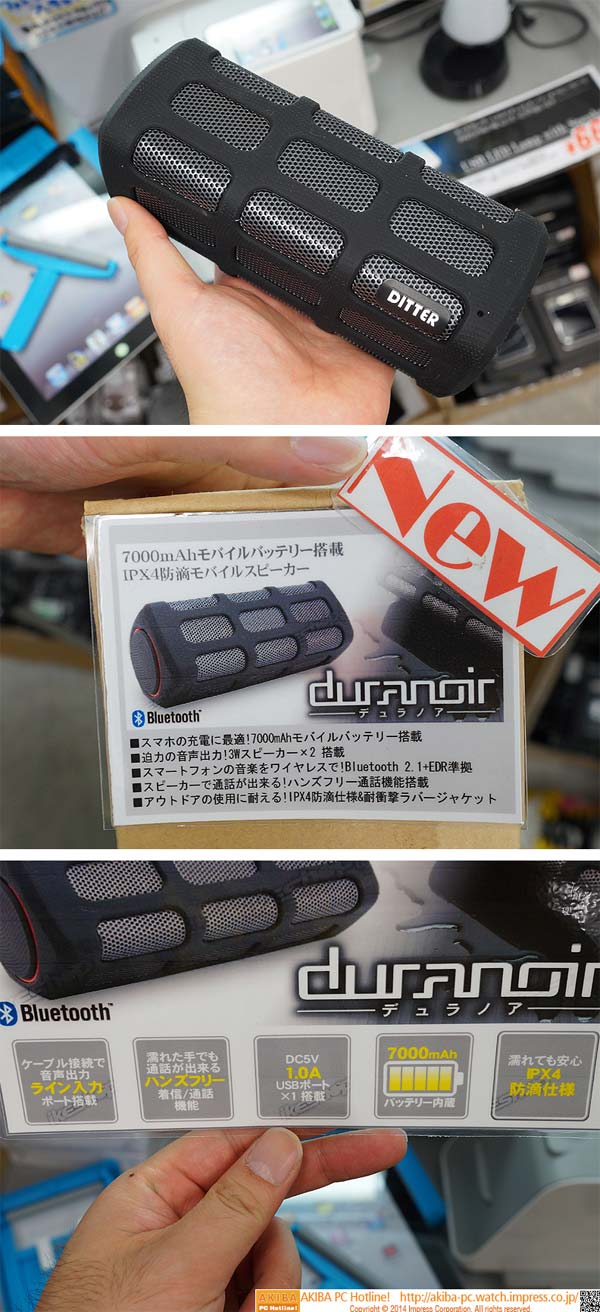 DITTER
New
7000mAhモバイルバッテリー搭載
IPX4防滴モバイルスピーカー
duranoir
デュラノア
Bluetooth™
■スマホの充電に最適!7000mAhモバイルバッテリー搭載
■迫力の音声出力!3Wスピーカー×2 搭載
■スマートフォンの音楽をワイヤレスで!Bluetooth 2.1+EDR準拠
■スピーカーで通話が出来る!ハンズフリー通話機能搭載
■アウトドアの使用に耐える!IPX4防滴仕様&耐衝撃ラバージャケット
duranoir
デュラノア
Bluetooth™
ケーブル接続で
音声出力
ライン入力
ポート搭載
濡れた手でも
通話が出来る
ハンズフリー
着信/通話
機能
DC5V
1.0A
USBポート
×1 搭載
7000mAh
バッテリー内蔵
濡れても安心
IPX4
防滴仕様
AKIBA
PC Hotline!
AKIBA PC Hotline! http://akiba-pc.watch.impress.co.jp/
Copyright © 2014 Impress Corporation. All rights reserved.